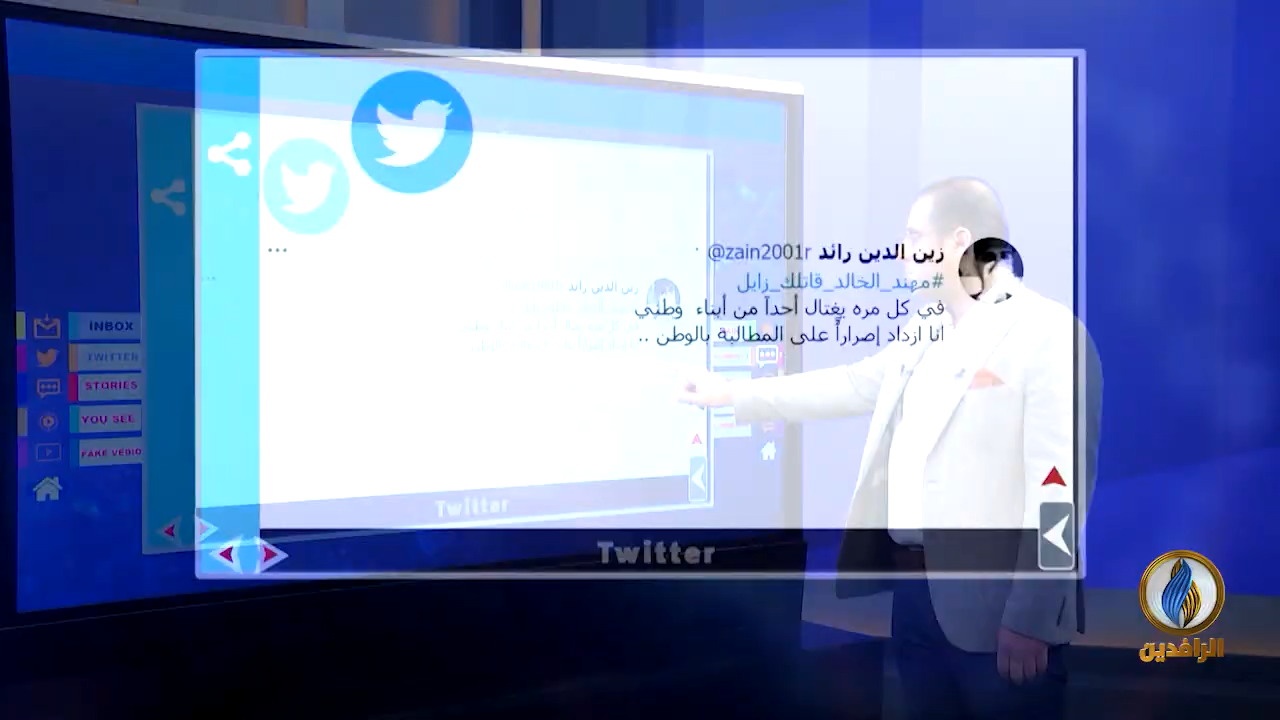 زين الدين رائد @zain2001r ·
...
#مهند_الخالد_قاتلك_زايل
في كل مره يغتال أحداً من أبناء وطني
انا ازداد إصراراً على المطالبة بالوطن ..
INBOX
TWITTER
STORIES
YOU SEE
FAKE VEDIO
Twitter
Twitter
الرافدين